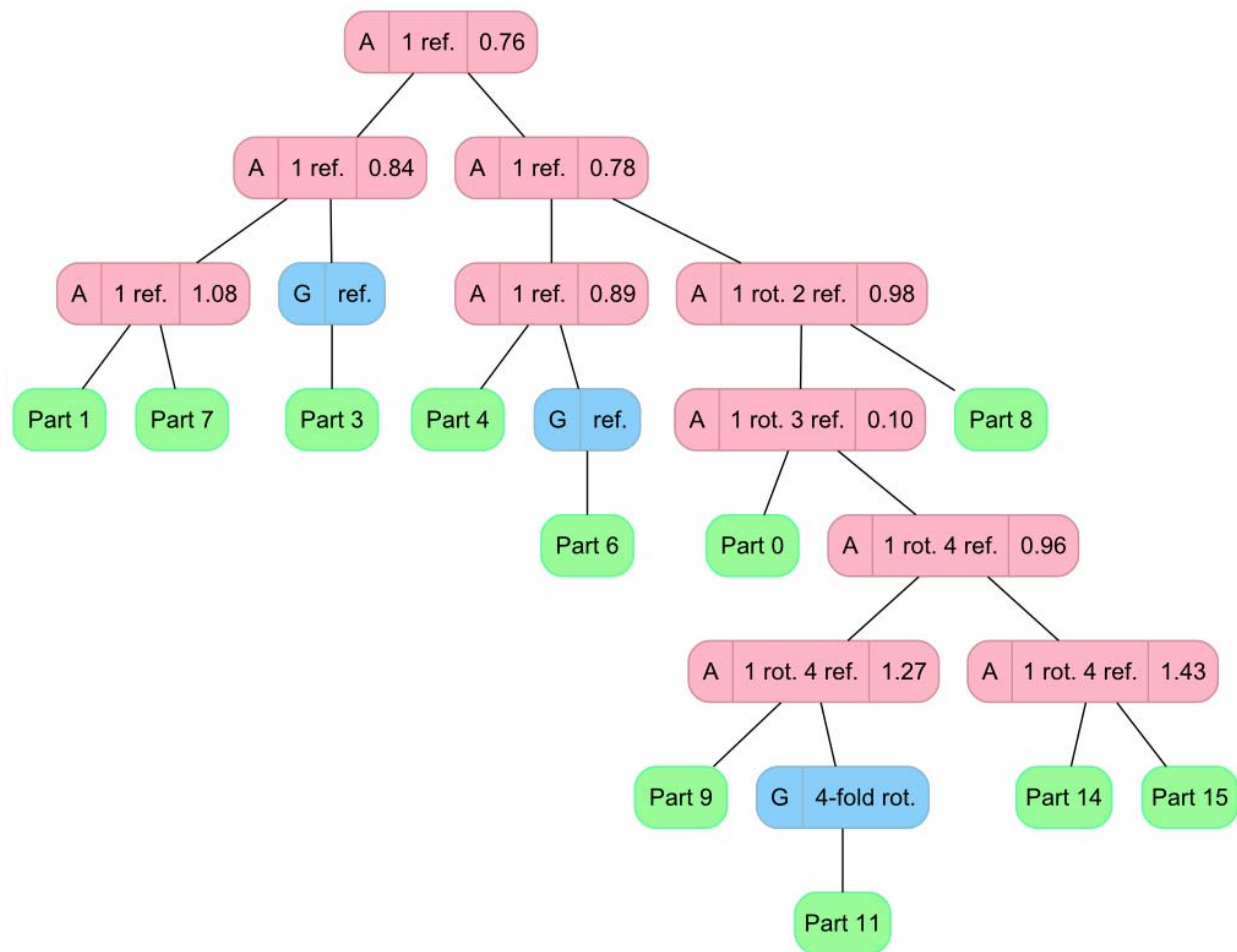 A 1 ref. 0.76
A 1 ref. 0.84
A 1 ref. 0.78
A 1 ref. 1.08
G ref.
A 1 ref. 0.89
A 1 rot. 2 ref. 0.98
Part 1
Part 7
Part 3
Part 4
G ref.
A 1 rot. 3 ref. 0.10
Part 8
Part 6
Part 0
A 1 rot. 4 ref. 0.96
A 1 rot. 4 ref. 1.27
A 1 rot. 4 ref. 1.43
Part 9
G 4-fold rot.
Part 14
Part 15
Part 11